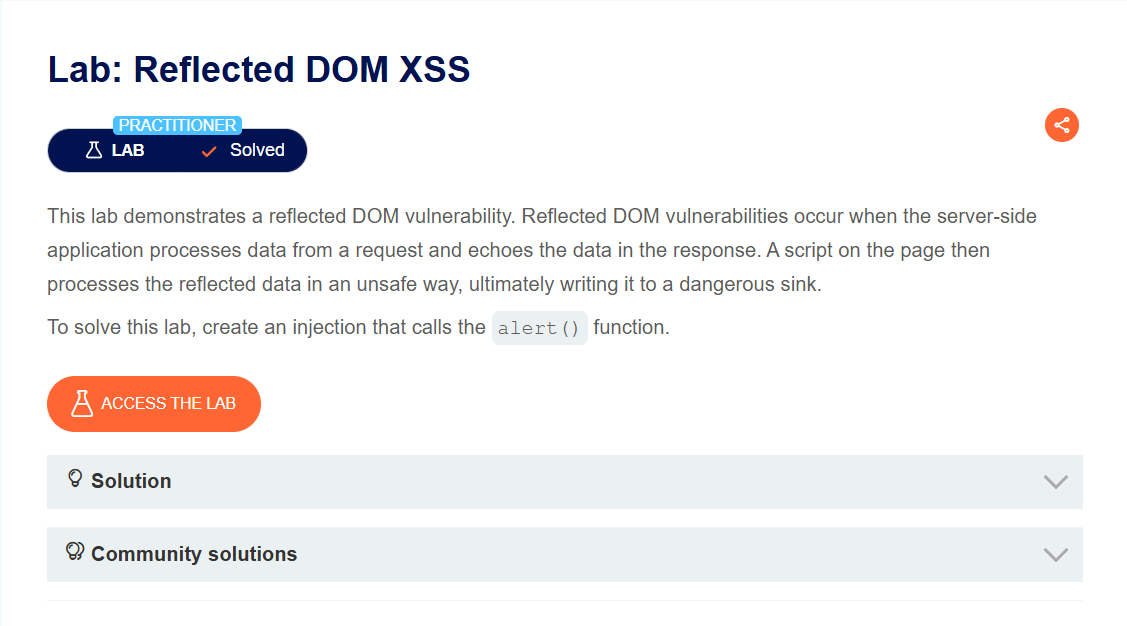 Lab: Reflected DOM XSS
PRACTITIONER
LAB Solved
This lab demonstrates a reflected DOM vulnerability. Reflected DOM vulnerabilities occur when the server-side
application processes data from a request and echoes the data in the response. A script on the page then
processes the reflected data in an unsafe way, ultimately writing it to a dangerous sink.
To solve this lab, create an injection that calls the alert() function.
ACCESS THE LAB
Solution
Community solutions